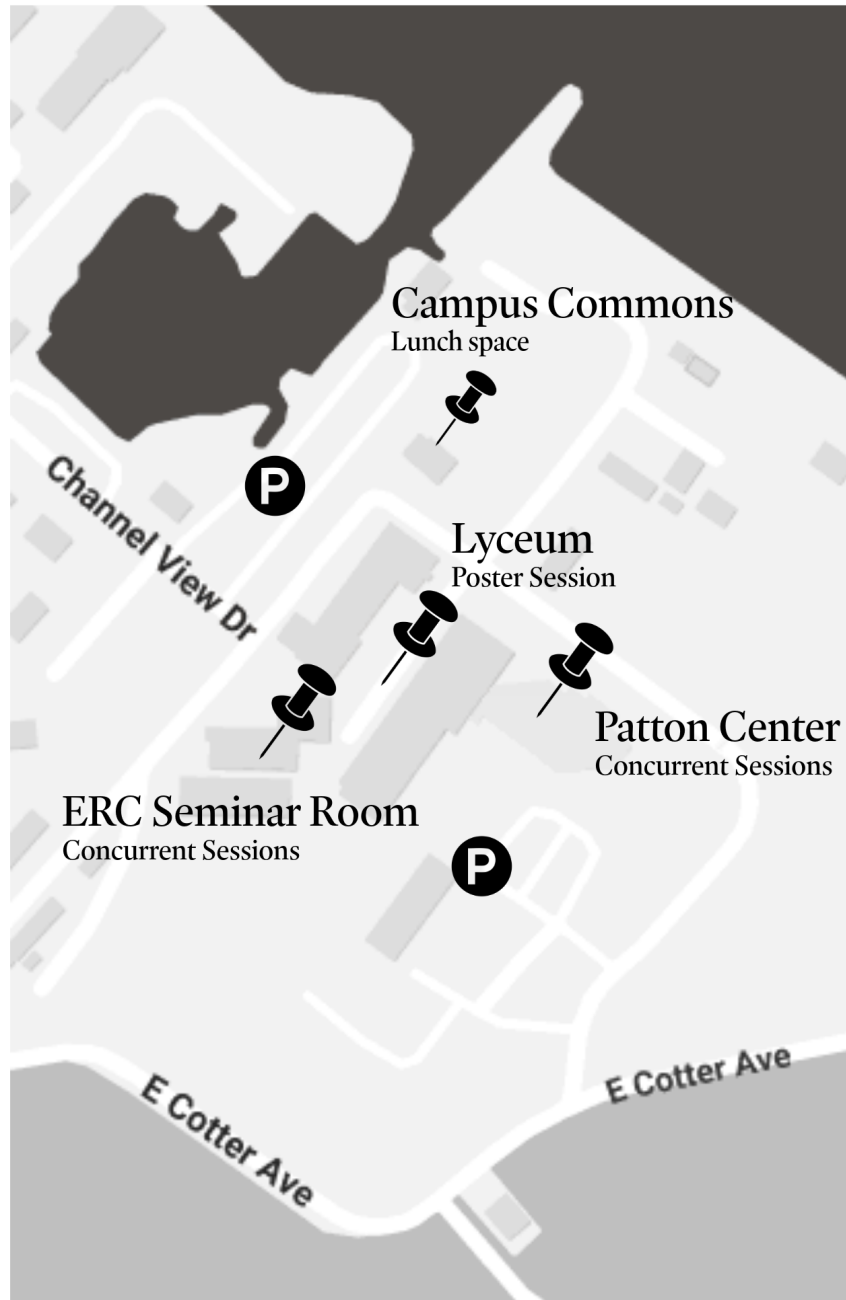 Campus Commons
Lunch space
P
Channel View Dr
Lyceum
Poster Session
Patton Center
Concurrent Sessions
ERC Seminar Room
Concurrent Sessions
P
E Cotter Ave
E Cotter Ave